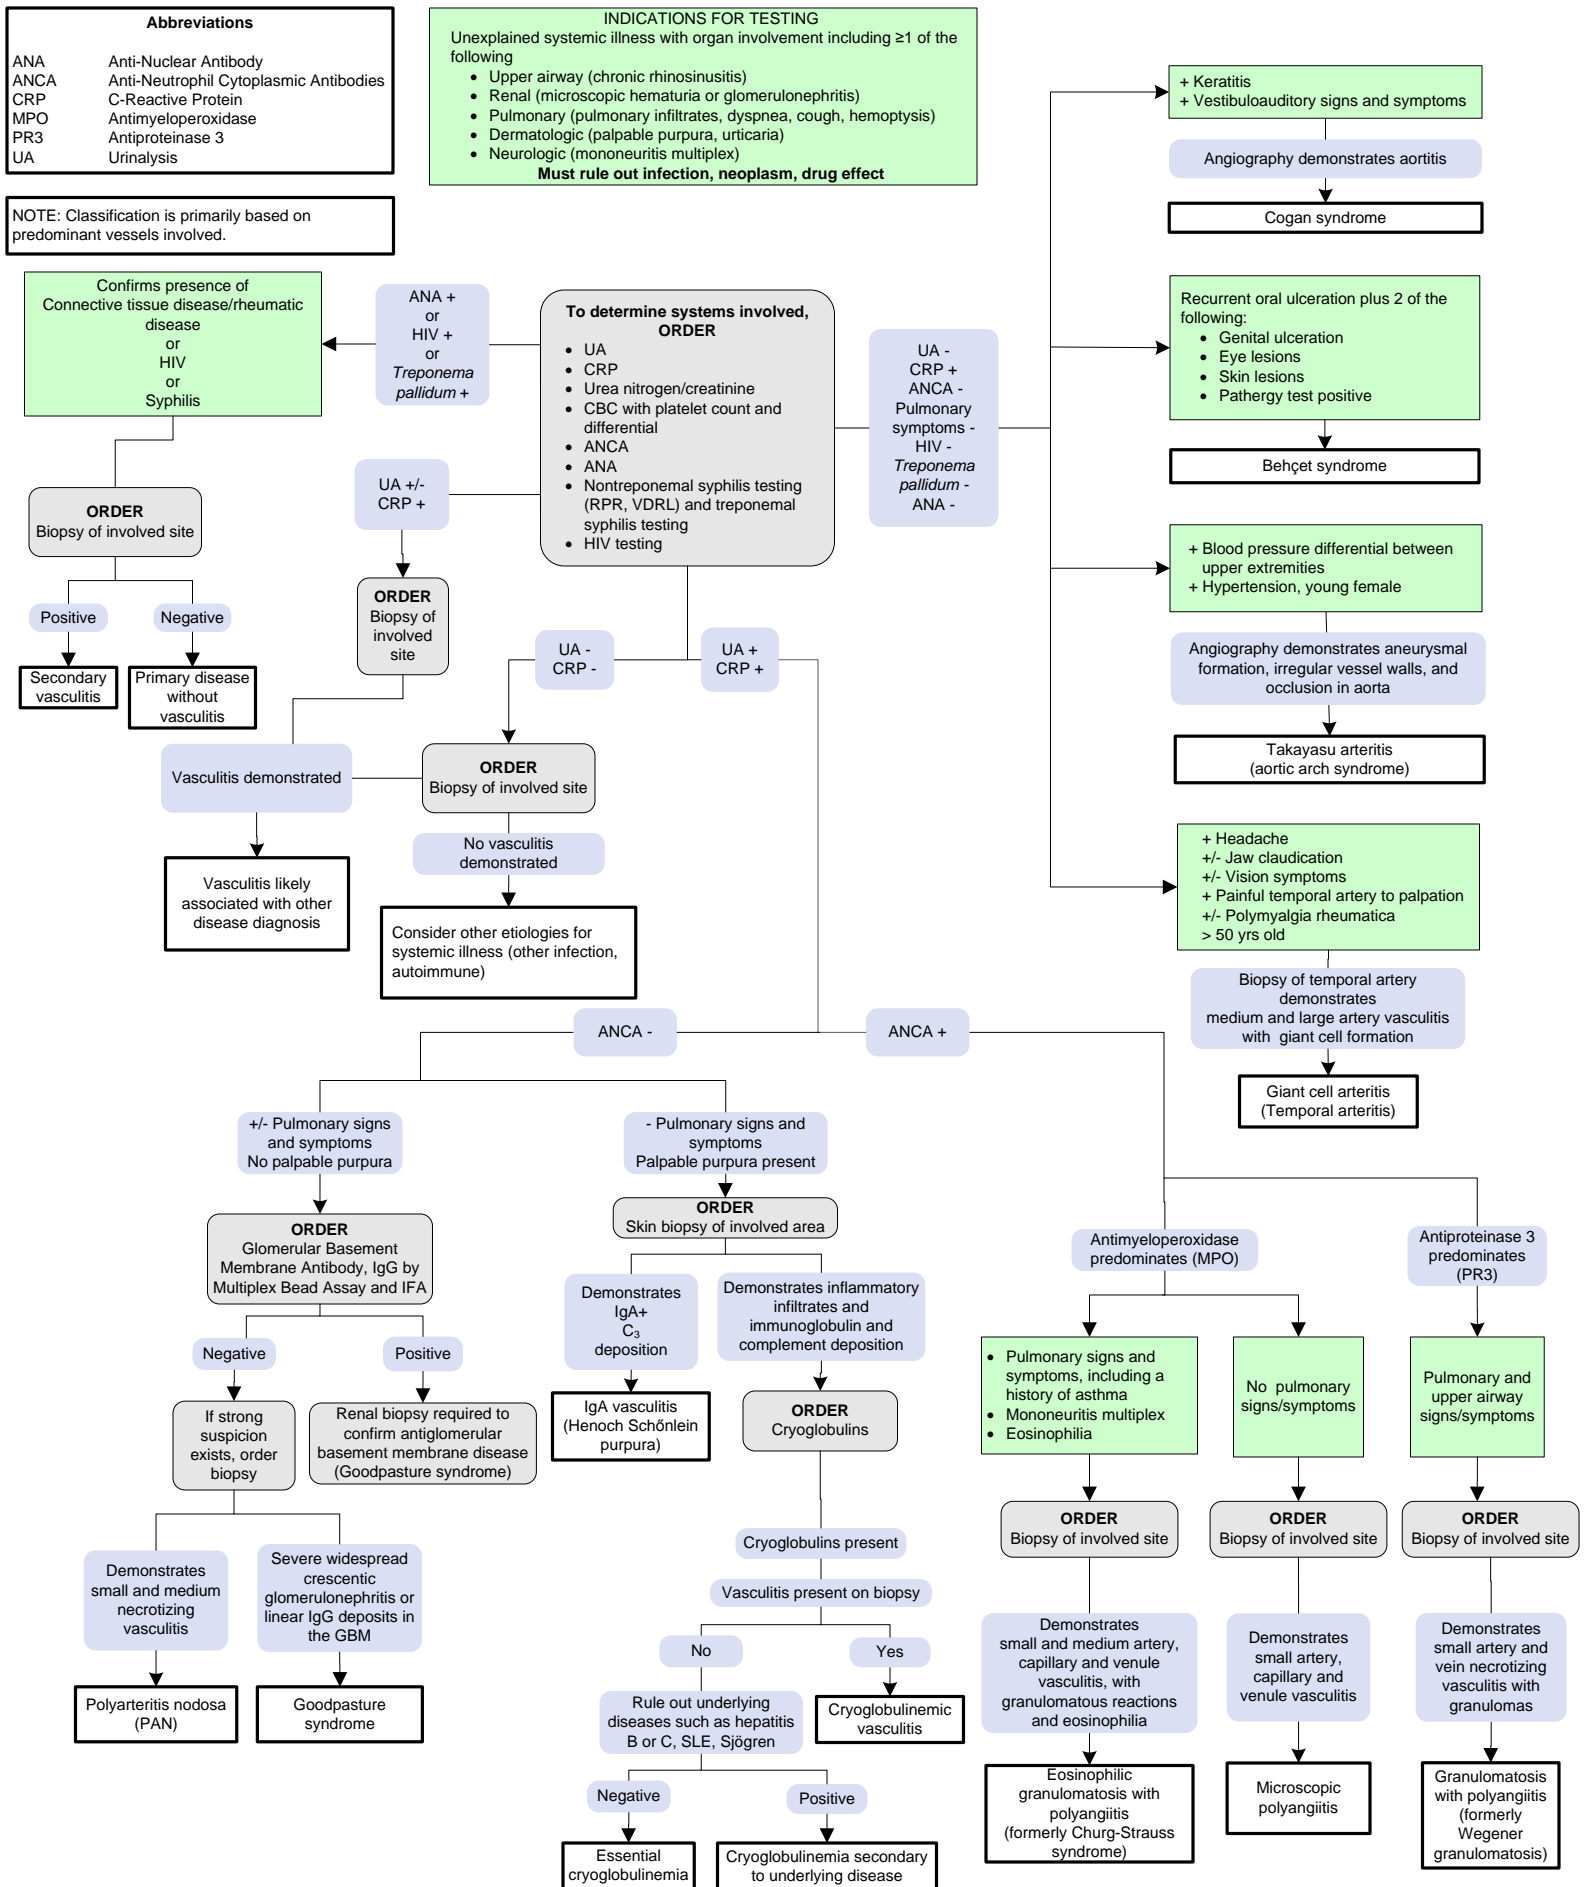 Abbreviations
ANA Anti-Nuclear Antibody
ANCA Anti-Neutrophil Cytoplasmic Antibodies
CRP C-Reactive Protein
MPO Antimyeloperoxidase
PR3 Antiproteinase 3
UA Urinalysis
NOTE: Classification is primarily based on
predominant vessels involved.
INDICATIONS FOR TESTING
Unexplained systemic illness with organ involvement including ≥1 of the
following
• Upper airway (chronic rhinosinusitis)
• Renal (microscopic hematuria or glomerulonephritis)
• Pulmonary (pulmonary infiltrates, dyspnea, cough, hemoptysis)
• Dermatologic (palpable purpura, urticaria)
• Neurologic (mononeuritis multiplex)
Must rule out infection, neoplasm, drug effect
+ Keratitis
+ Vestibuloauditory signs and symptoms
Angiography demonstrates aortitis
Cogan syndrome
Confirms presence of
Connective tissue disease/rheumatic
disease
or
HIV
or
Syphilis
ANA +
or
HIV +
or
Treponema
pallidum +
To determine systems involved,
ORDER
• UA
• CRP
• Urea nitrogen/creatinine
• CBC with platelet count and
differential
• ANCA
• ANA
• Nontreponemal syphilis testing
(RPR, VDRL) and treponemal
syphilis testing
• HIV testing
UA -
CRP +
ANCA -
Pulmonary
symptoms -
HIV -
Treponema
pallidum -
ANA -
Recurrent oral ulceration plus 2 of the
following:
• Genital ulceration
• Eye lesions
• Skin lesions
• Pathergy test positive
Behçet syndrome
UA +/-
CRP +
ORDER
Biopsy of involved site
Positive
Negative
Secondary
vasculitis
Primary disease
without
vasculitis
ORDER
Biopsy of
involved
site
UA -
CRP -
UA +
CRP +
+ Blood pressure differential between
upper extremities
+ Hypertension, young female
Angiography demonstrates aneurysmal
formation, irregular vessel walls, and
occlusion in aorta
Takayasu arteritis
(aortic arch syndrome)
Vasculitis demonstrated
ORDER
Biopsy of involved site
No vasculitis
demonstrated
Vasculitis likely
associated with other
disease diagnosis
Consider other etiologies for
systemic illness (other infection,
autoimmune)
+ Headache
+/- Jaw claudication
+/- Vision symptoms
+ Painful temporal artery to palpation
+/- Polymyalgia rheumatica
> 50 yrs old
Biopsy of temporal artery
demonstrates
medium and large artery vasculitis
with giant cell formation
Giant cell arteritis
(Temporal arteritis)
ANCA -
ANCA +
+/- Pulmonary signs
and symptoms
No palpable purpura
- Pulmonary signs and
symptoms
Palpable purpura present
ORDER
Glomerular Basement
Membrane Antibody, IgG by
Multiplex Bead Assay and IFA
ORDER
Skin biopsy of involved area
Antimyeloperoxidase
predominates (MPO)
Antiproteinase 3
predominates
(PR3)
Negative
Positive
Demonstrates
IgA+
C3
deposition
Demonstrates inflammatory
infiltrates and
immunoglobulin and
complement deposition
• Pulmonary signs and
symptoms, including a
history of asthma
• Mononeuritis multiplex
• Eosinophilia
No pulmonary
signs/symptoms
Pulmonary and
upper airway
signs/symptoms
If strong
suspicion
exists, order
biopsy
Renal biopsy required to
confirm antiglomerular
basement membrane disease
(Goodpasture syndrome)
IgA vasculitis
(Henoch Schőnlein
purpura)
ORDER
Cryoglobulins
ORDER
Biopsy of involved site
ORDER
Biopsy of involved site
ORDER
Biopsy of involved site
Demonstrates
small and medium
necrotizing
vasculitis
Severe widespread
crescentic
glomerulonephritis or
linear IgG deposits in
the GBM
Cryoglobulins present
Vasculitis present on biopsy
No
Yes
Polyarteritis nodosa
(PAN)
Goodpasture
syndrome
Rule out underlying
diseases such as hepatitis
B or C, SLE, Sjögren
Cryoglobulinemic
vasculitis
Demonstrates
small and medium artery,
capillary and venule
vasculitis, with
granulomatous reactions
and eosinophilia
Demonstrates
small artery,
capillary and
venule vasculitis
Demonstrates
small artery and
vein necrotizing
vasculitis with
granulomas
Negative
Positive
Essential
cryoglobulinemia
Cryoglobulinemia secondary
to underlying disease
Eosinophilic
granulomatosis with
polyangiitis
(formerly Churg-Strauss
syndrome)
Microscopic
polyangiitis
Granulomatosis
with polyangiitis
(formerly
Wegener
granulomatosis)